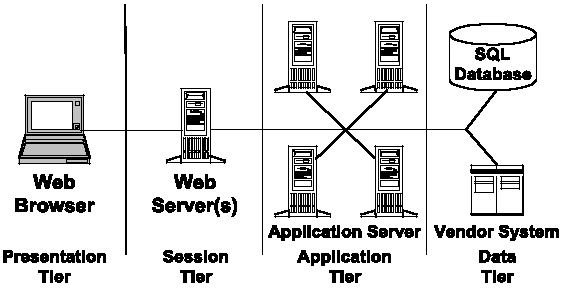 SQL
Database
Web
Browser
Web
Server(s)
Application Server
Vendor System
Presentation
Tier
Session
Tier
Application
Tier
Data
Tier